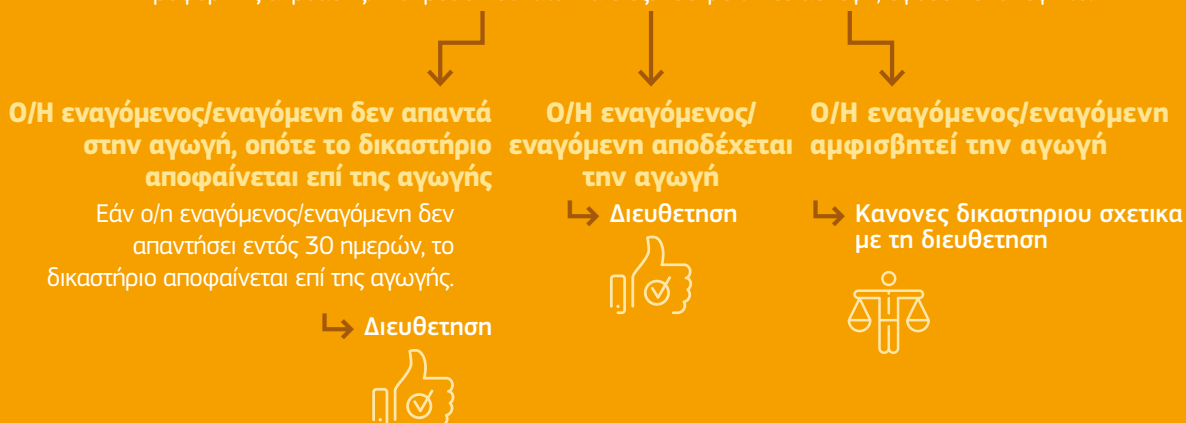 Ο/Η εναγόμενος/εναγόμενη δεν απαντά
στην αγωγή, οπότε το δικαστήριο
αποφαίνεται επί της αγωγής
Εάν ο/η εναγόμενος/εναγόμενη δεν
απαντήσει εντός 30 ημερών, το
δικαστήριο αποφαίνεται επί της αγωγής.
Διευθετηση
Ο/Η εναγόμενος/
εναγόμενη αποδέχεται
την αγωγή
Διευθετηση
Ο/Η εναγόμενος/εναγόμενη
αμφισβητεί την αγωγή
Κανονες δικαστηριου σχετικα
με τη διευθετηση